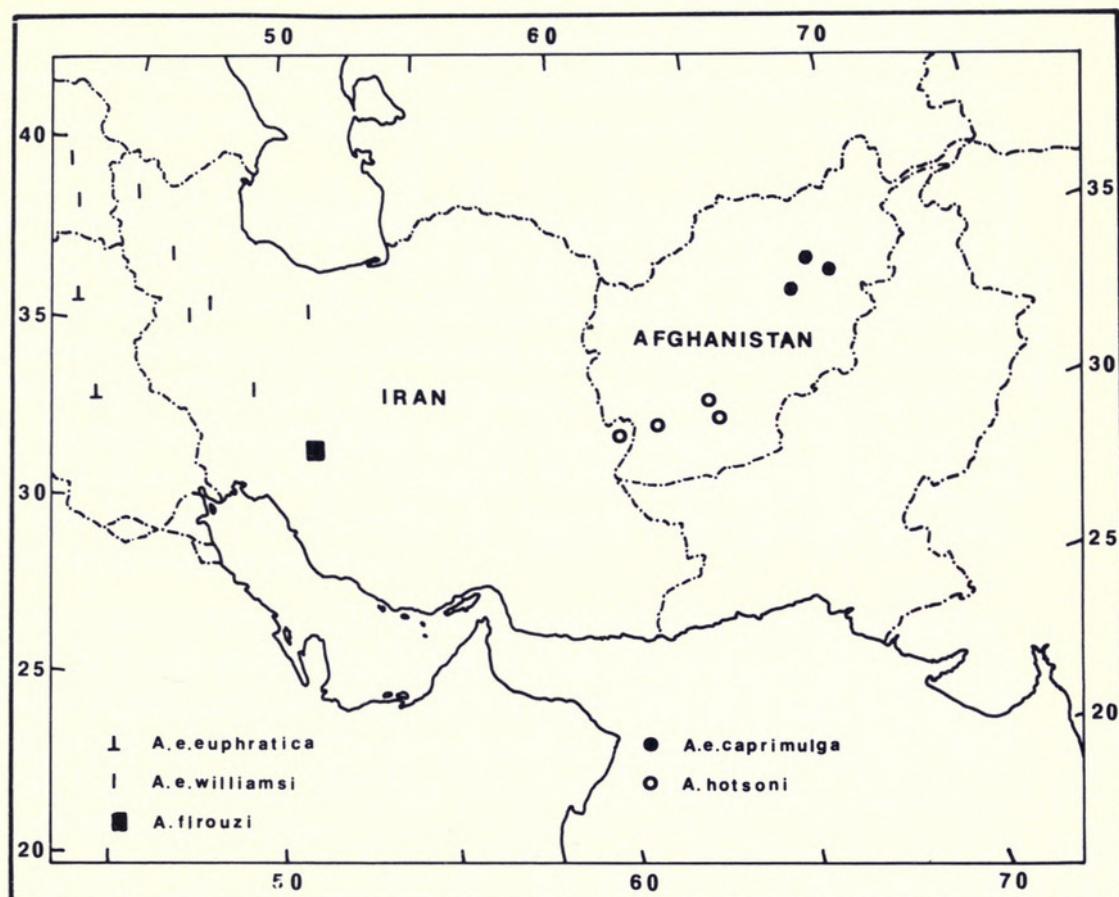 50 60 70
40
35
35
AFGHANISTAN
30
IRAN
30
25
25
20
A.e.euphratica A.e.caprimulga
A.e.williamsi A.hotsoni
A.firouzi
20
50 60 70